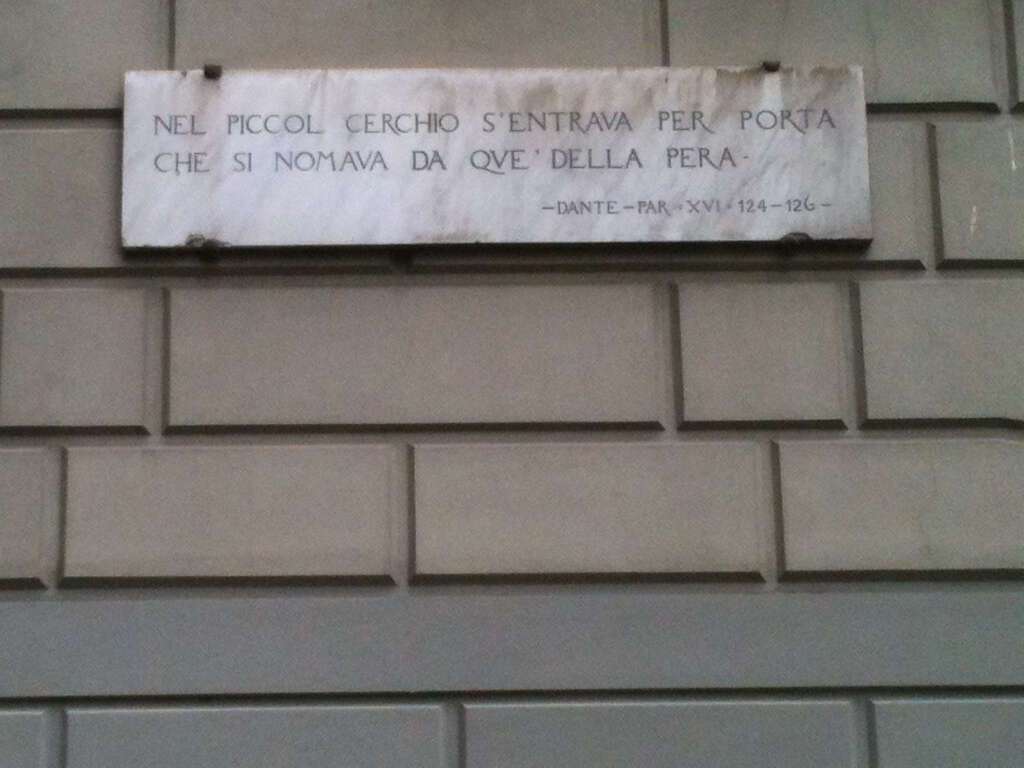 NEL PICCOL CERCHIO S'ENTRAVA PER PORTA
CHE SI NOMAVA DA QVE' DELLA PERA·
—DANTE—PAR·XVI·124—126—